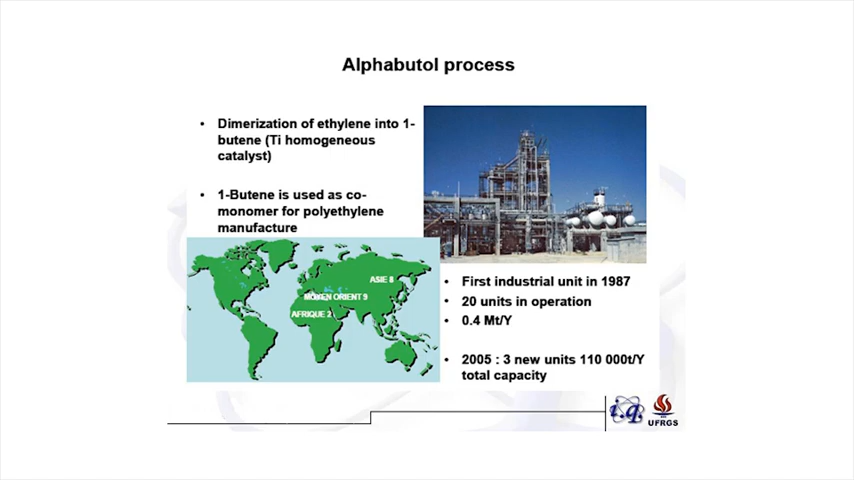 Alphabutol process
• Dimerization of ethylene into 1-
butene (Ti homogeneous
catalyst)
• 1-Butene is used as co-
monomer for polyethylene
manufacture
ASIE 8
MOYEN ORIENT 9
AFRIQUE 2
• First industrial unit in 1987
• 20 units in operation
• 0.4 Mt/Y
• 2005 : 3 new units 110 000t/Y
total capacity
i.q.
UFRGS